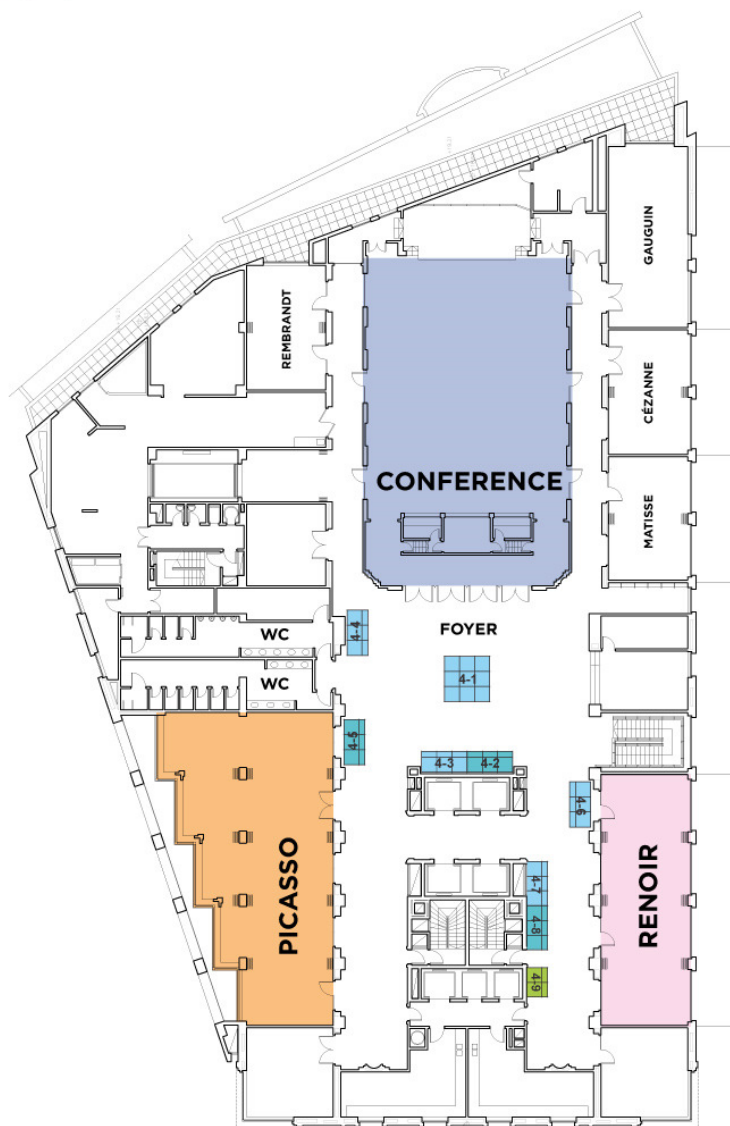 GAUGUIN
REMBRANDT
CÉZANNE
CONFERENCE
MATISSE
4-4
WC
FOYER
4-1
WC
4-5
4-3
4-2
4-6
PICASSO
RENOIR
4-7
4-8
4-9